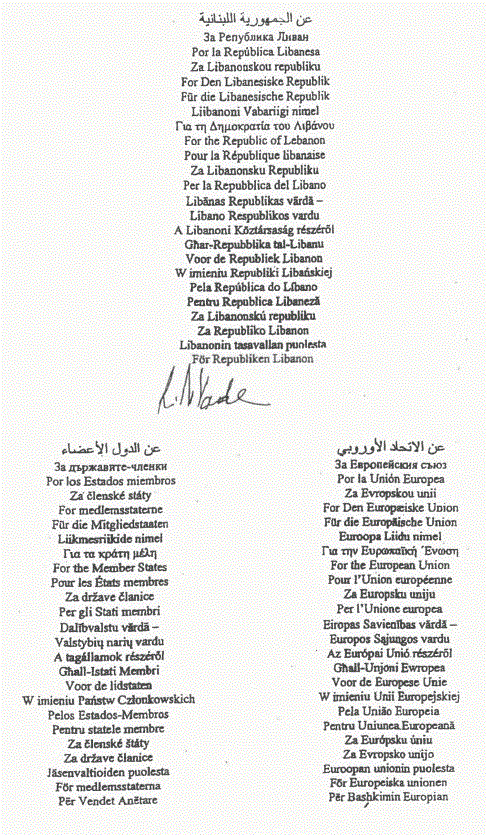 عن الجمهورية اللبنانية
За Република Ливан
Por la República Libanesa
Za Libanonskou republiku
For Den Libanesiske Republik
Für die Libanesische Republik
Liibanoni Vabariigi nimel
Για τη Δημοκρατία του Λιβάνου
For the Republic of Lebanon
Pour la République libanaise
Za Libanonsku Republiku
Per la Repubblica del Libano
Libānas Republikas vārdā –
Libano Respublikos vardu
A Libanoni Köztársaság részéről
Għar-Repubblika tal-Libanu
Voor de Republiek Libanon
W imieniu Republiki Libańskiej
Pela República do Líbano
Pentru Republica Libaneză
Za Libanonskú republiku
Za Republiko Libanon
Libanonin tasavallan puolesta
För Republiken Libanon
عن الدول الأعضاء
За държавите-членки
Por los Estados miembros
Za členské státy
For medlemsstaterne
Für die Mitgliedstaaten
Liikmesriikide nimel
Για τα κράτη μέλη
For the Member States
Pour les États membres
Za države članice
Per gli Stati membri
Dalībvalstu vārdā –
Valstybių narių vardu
A tagállamok részéről
Għall-Istati Membri
Voor de lidstaten
W imieniu Państw Członkowskich
Pelos Estados-Membros
Pentru statele membre
Za členské štáty
Za države članice
Jäsenvaltioiden puolesta
För medlemsstaterna
Për Vendet Anëtare
عن الاتحاد الأوروبي
За Европейския съюз
Por la Unión Europea
Za Evropskou unii
For Den Europæiske Union
Für die Europäische Union
Euroopa Liidu nimel
Για την Ευρωπαϊκή Ένωση
For the European Union
Pour l'Union européenne
Za Europsku uniju
Per l'Unione europea
Eiropas Savienības vārdā –
Europos Sąjungos vardu
Az Európai Unió részéről
Għall-Unjoni Ewropea
Voor de Europese Unie
W imieniu Unii Europejskiej
Pela União Europeia
Pentru Uniunea Europeană
Za Európsku úniu
Za Evropsko unijo
Euroopan unionin puolesta
För Europeiska unionen
Për Bashkimin Europian